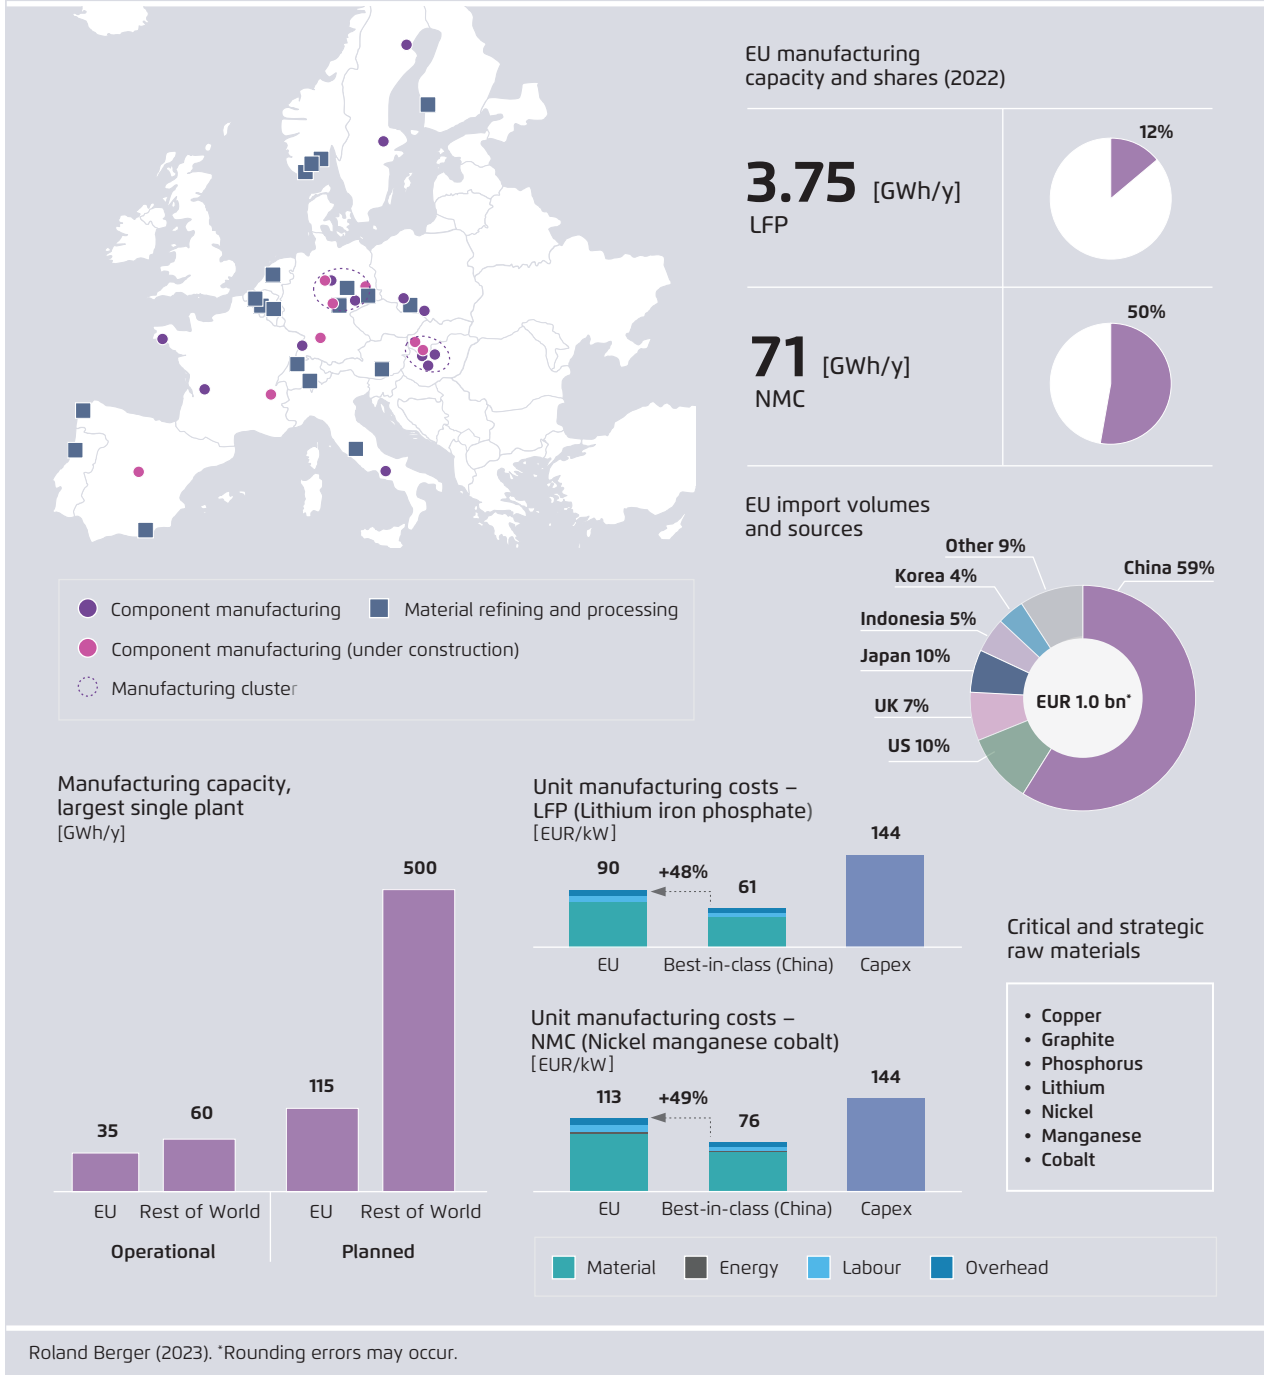 EU manufacturing
capacity and shares (2022)
12%
3.75 [GWh/y]
LFP
50%
71 [GWh/y]
NMC
EU import volumes
and sources
Other 9%
China 59%
Korea 4%
Indonesia 5%
Japan 10%
EUR 1.0 bn*
UK 7%
US 10%
Component manufacturing
Material refining and processing
Component manufacturing (under construction)
Manufacturing cluster
Manufacturing capacity,
largest single plant
[GWh/y]
500
115
60
35
EU
Rest of World
EU
Rest of World
Operational
Planned
Unit manufacturing costs –
LFP (Lithium iron phosphate)
[EUR/kW]
144
90
+48%
61
EU
Best-in-class (China)
Capex
Unit manufacturing costs –
NMC (Nickel manganese cobalt)
[EUR/kW]
144
113
+49%
76
EU
Best-in-class (China)
Capex
Material
Energy
Labour
Overhead
Critical and strategic
raw materials
• Copper
• Graphite
• Phosphorus
• Lithium
• Nickel
• Manganese
• Cobalt
Roland Berger (2023). *Rounding errors may occur.